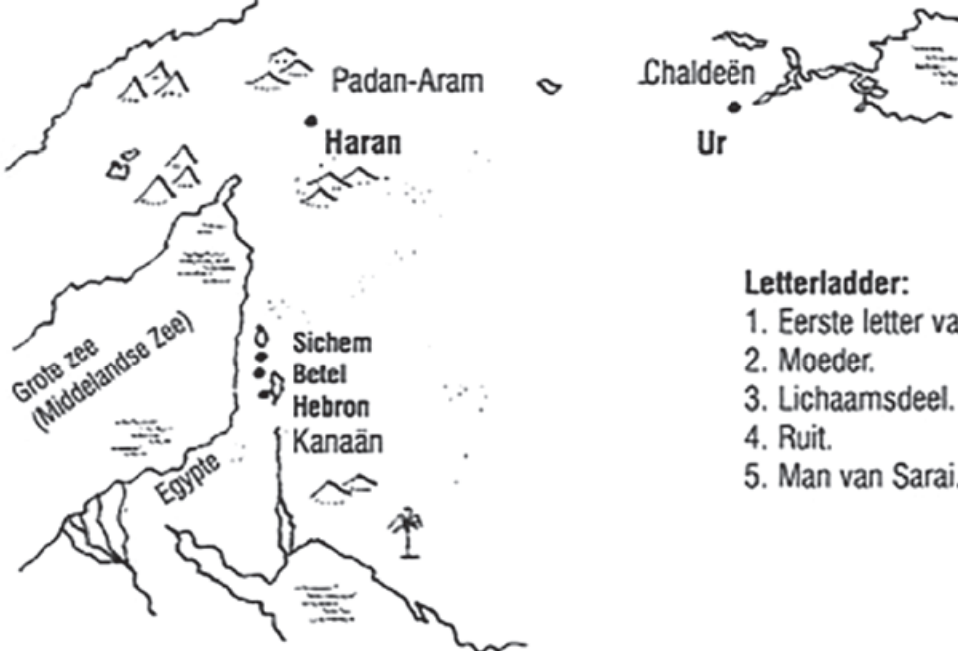 Padan-Aram
Chaldeën
Haran
Ur
Grote zee
(Middelandse Zee)
Sichem
Betel
Hebron
Kanaän
Egypte
Letterladder:
1. Eerste letter va
2. Moeder.
3. Lichaamsdeel.
4. Ruit.
5. Man van Sarai.